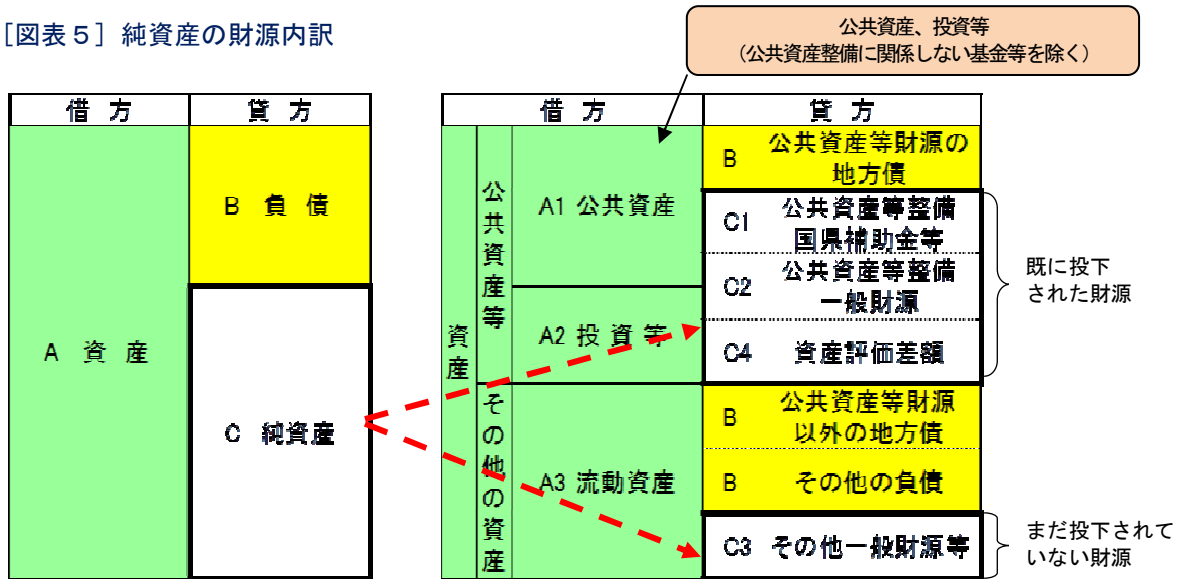 [図表5] 純資産の財源内訳
公共資産、投資等
(公共資産整備に関係しない基金等を除く)
借 方
貸 方
A 資 産
B 負 債
C 純資産
借 方
貸 方
資産
公共資産等
その他の資産
A1 公共資産
A2 投 資 等
A3 流動資産
B 公共資産等財源の
地方債
C1 公共資産等整備
国県補助金等
C2 公共資産等整備
一般財源
C4 資産評価差額
B 公共資産等財源
以外の地方債
B その他の負債
C3 その他一般財源等
既に投下
された財源
まだ投下されて
いない財源